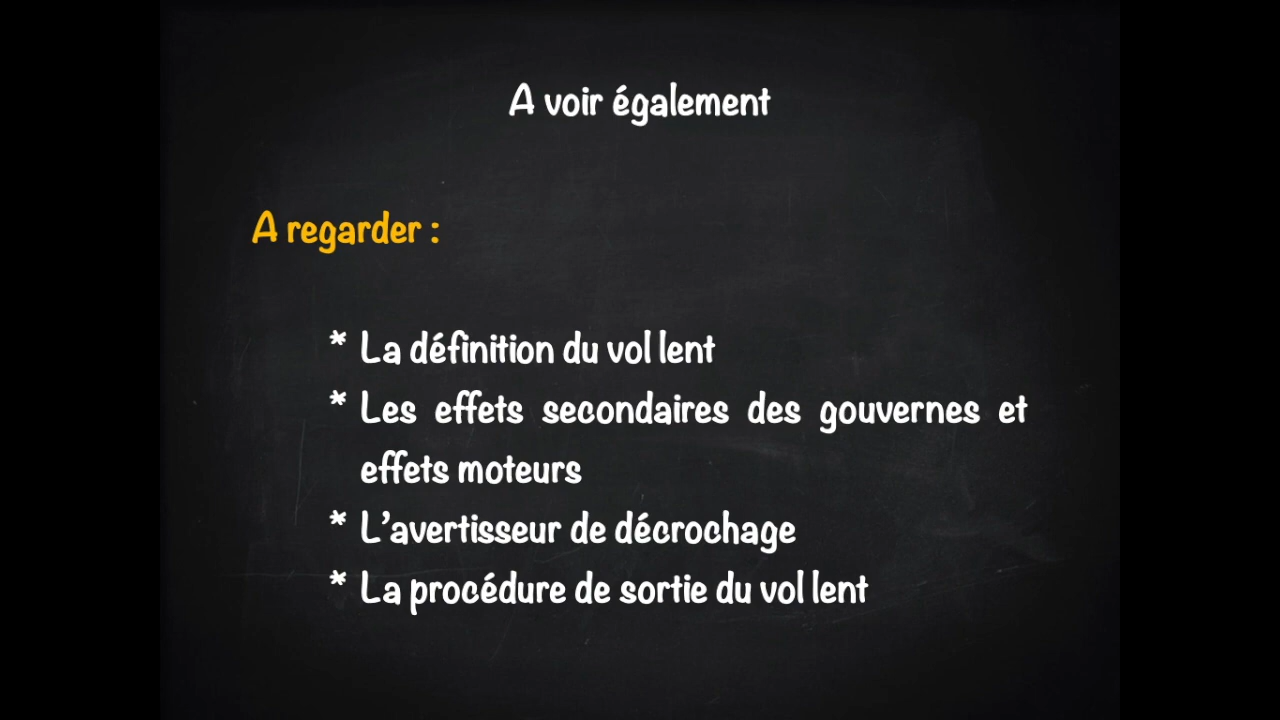 A voir également
A regarder :
* La définition du vol lent
* Les effets secondaires des gouvernes et
effets moteurs
* L’avertisseur de décrochage
* La procédure de sortie du vol lent